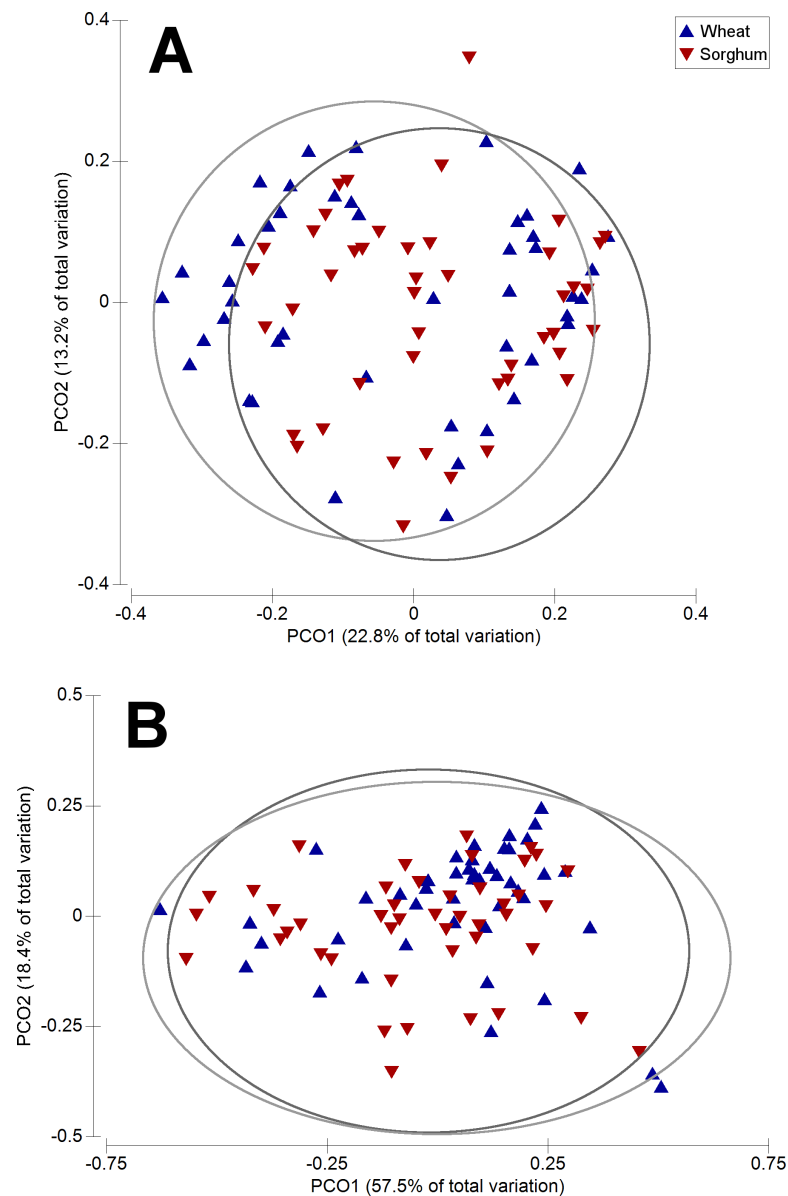 A
Wheat
Sorghum
0.4
0.2
0
-0.2
-0.4
PCO2 (13.2% of total variation)
-0.4
-0.2
0
0.2
0.4
PCO1 (22.8% of total variation)
B
0.5
0.25
0
-0.25
-0.5
PCO2 (18.4% of total variation)
-0.75
-0.25
0.25
0.75
PCO1 (57.5% of total variation)